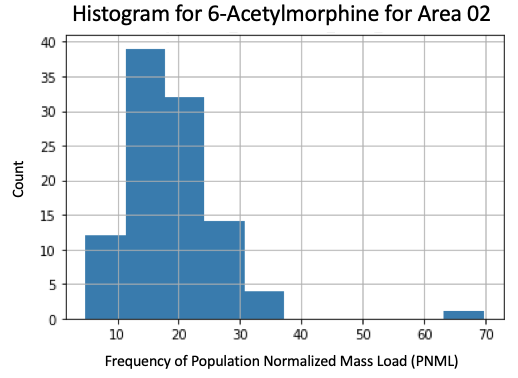 Histogram for 6-Acetylmorphine for Area 02
40
35
30
25
20
15
10
5
0
Count
10 20 30 40 50 60 70
Frequency of Population Normalized Mass Load (PNML)